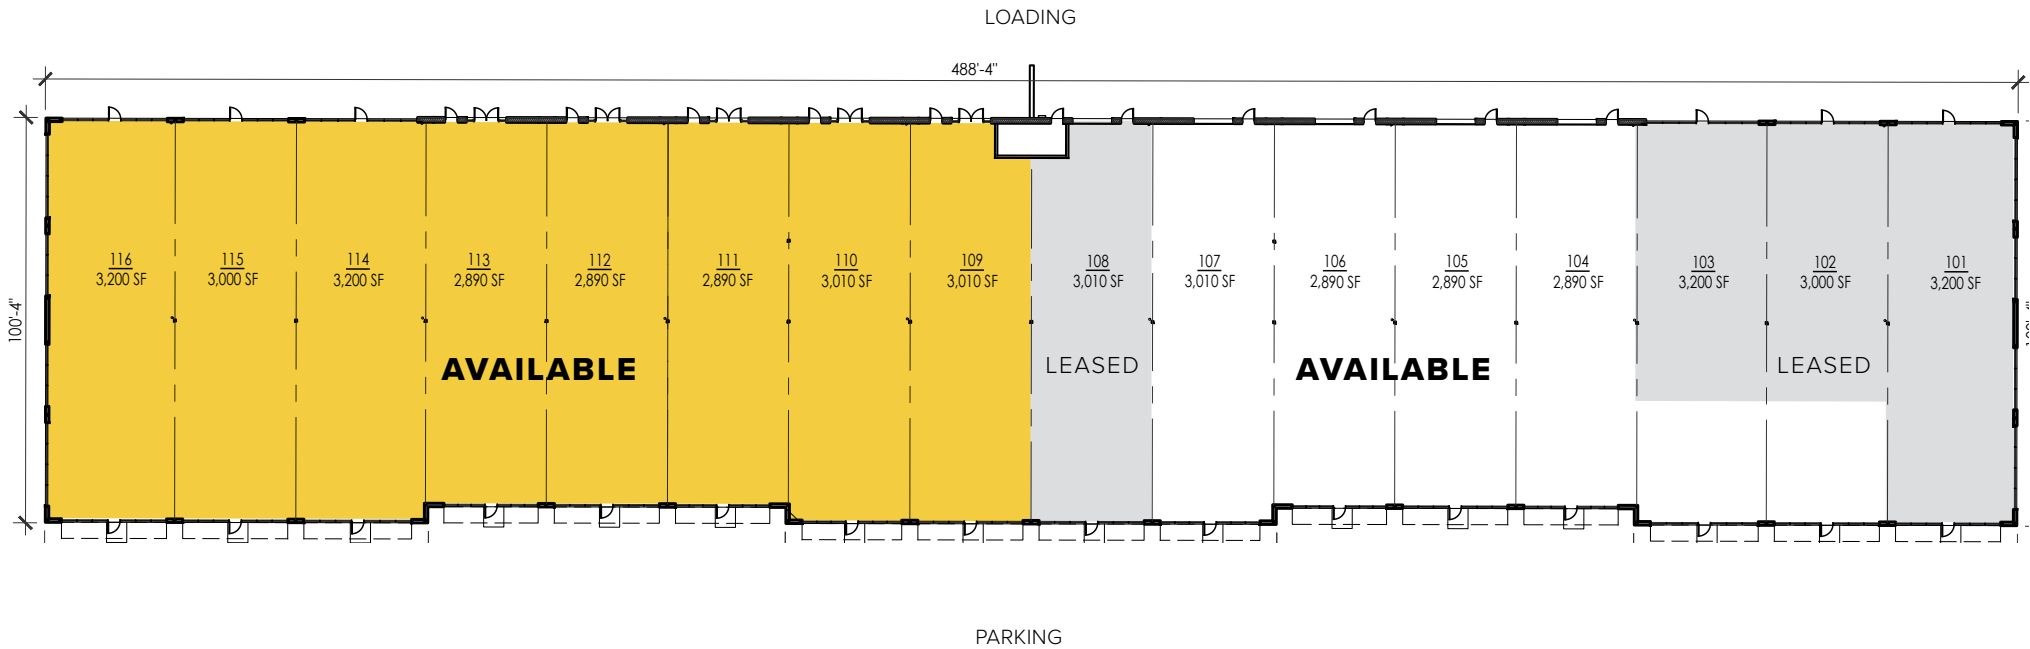 LOADING
488'-4"
116
3,200 SF
115
3,000 SF
114
3,200 SF
113
2,890 SF
112
2,890 SF
111
2,890 SF
110
3,010 SF
109
3,010 SF
108
3,010 SF
107
3,010 SF
106
2,890 SF
105
2,890 SF
104
2,890 SF
103
3,200 SF
102
3,000 SF
101
3,200 SF
100'-4"
AVAILABLE
LEASED
AVAILABLE
LEASED
PARKING